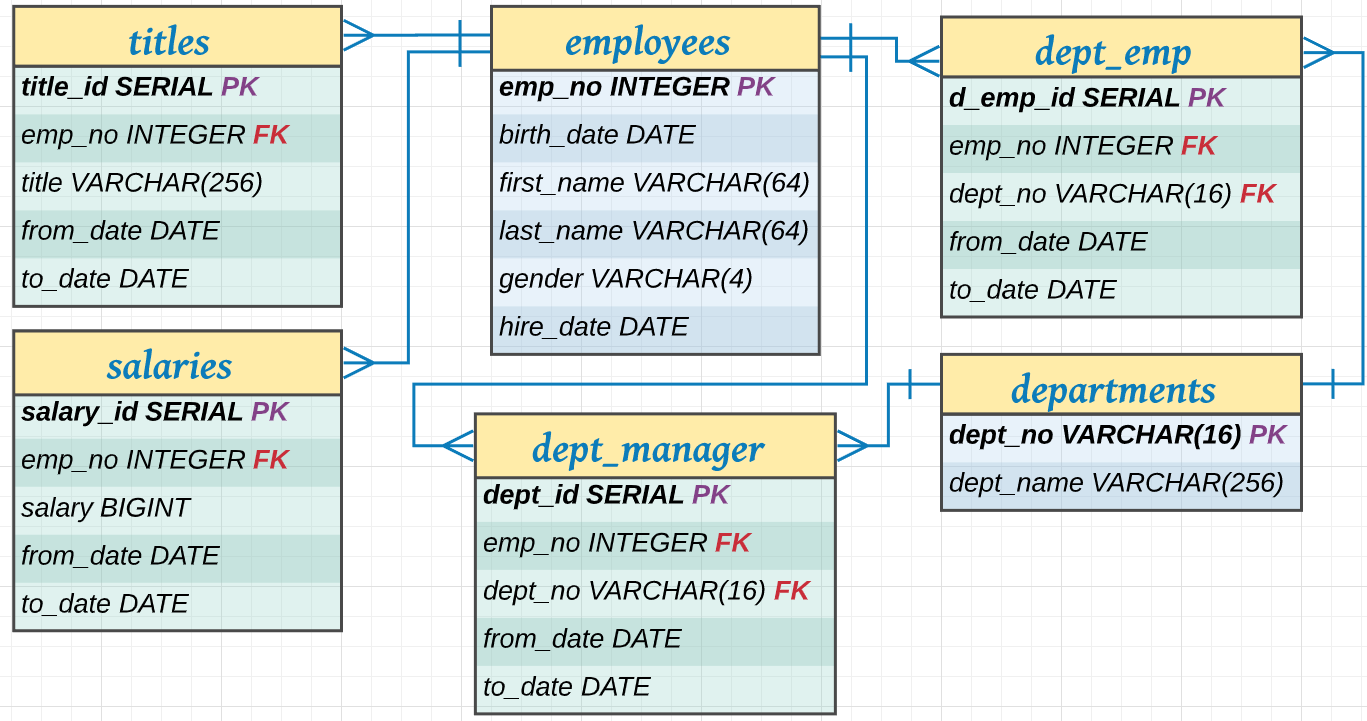 titles
title_id SERIAL PK
emp_no INTEGER FK
title VARCHAR(256)
from_date DATE
to_date DATE
employees
emp_no INTEGER PK
birth_date DATE
first_name VARCHAR(64)
last_name VARCHAR(64)
gender VARCHAR(4)
hire_date DATE
dept_emp
d_emp_id SERIAL PK
emp_no INTEGER FK
dept_no VARCHAR(16) FK
from_date DATE
to_date DATE
salaries
salary_id SERIAL PK
emp_no INTEGER FK
salary BIGINT
from_date DATE
to_date DATE
dept_manager
dept_id SERIAL PK
emp_no INTEGER FK
dept_no VARCHAR(16) FK
from_date DATE
to_date DATE
departments
dept_no VARCHAR(16) PK
dept_name VARCHAR(256)